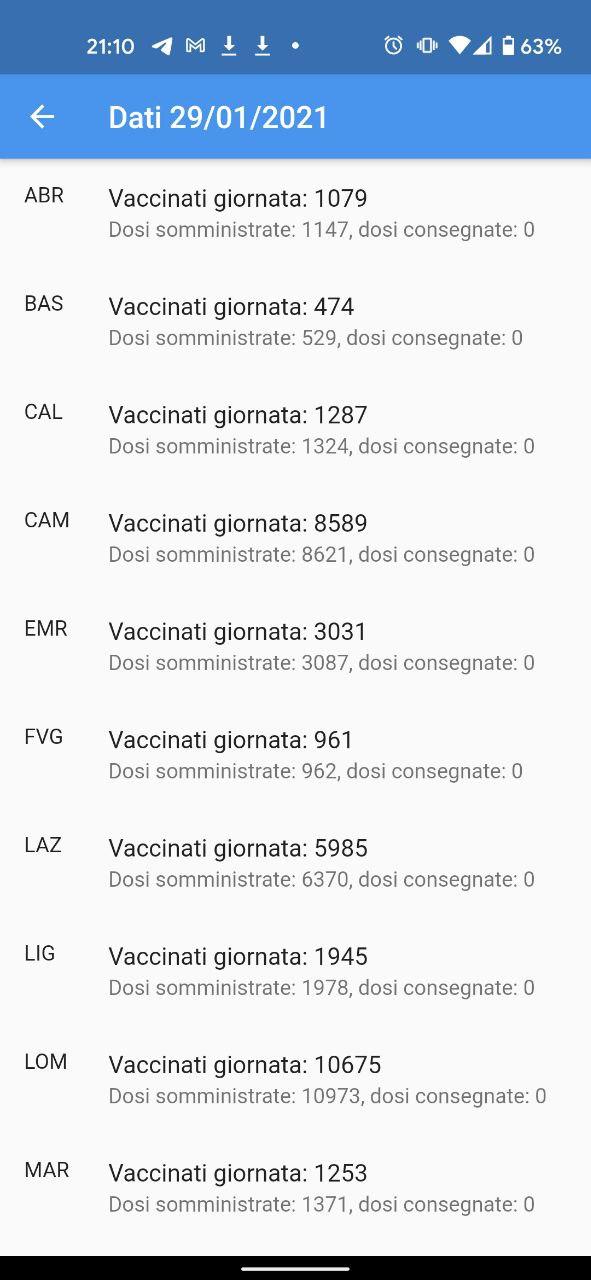 21:10 63%
Dati 29/01/2021
ABR Vaccinati giornata: 1079
Dosi somministrate: 1147, dosi consegnate: 0
BAS Vaccinati giornata: 474
Dosi somministrate: 529, dosi consegnate: 0
CAL Vaccinati giornata: 1287
Dosi somministrate: 1324, dosi consegnate: 0
CAM Vaccinati giornata: 8589
Dosi somministrate: 8621, dosi consegnate: 0
EMR Vaccinati giornata: 3031
Dosi somministrate: 3087, dosi consegnate: 0
FVG Vaccinati giornata: 961
Dosi somministrate: 962, dosi consegnate: 0
LAZ Vaccinati giornata: 5985
Dosi somministrate: 6370, dosi consegnate: 0
LIG Vaccinati giornata: 1945
Dosi somministrate: 1978, dosi consegnate: 0
LOM Vaccinati giornata: 10675
Dosi somministrate: 10973, dosi consegnate: 0
MAR Vaccinati giornata: 1253
Dosi somministrate: 1371, dosi consegnate: 0